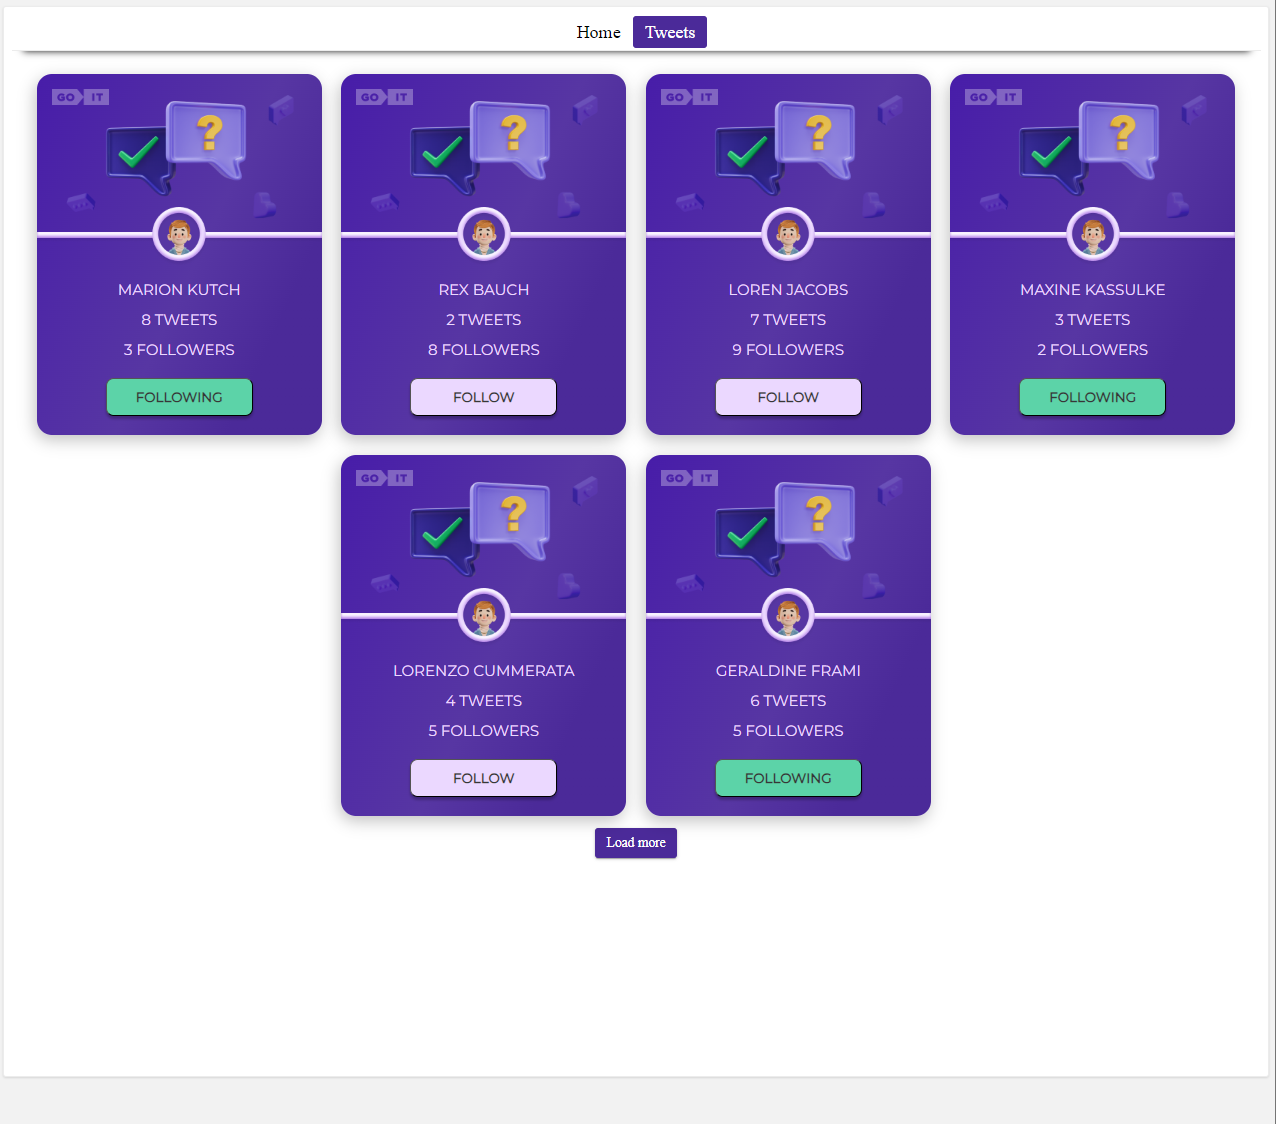 Home Tweets
GO IT
MARION KUTCH
8 TWEETS
3 FOLLOWERS
FOLLOWING
GO IT
REX BAUCH
2 TWEETS
8 FOLLOWERS
FOLLOW
GO IT
LOREN JACOBS
7 TWEETS
9 FOLLOWERS
FOLLOW
GO IT
MAXINE KASSULKE
3 TWEETS
2 FOLLOWERS
FOLLOWING
GO IT
LORENZO CUMMERATA
4 TWEETS
5 FOLLOWERS
FOLLOW
GO IT
GERALDINE FRAMI
6 TWEETS
5 FOLLOWERS
FOLLOWING
Load more